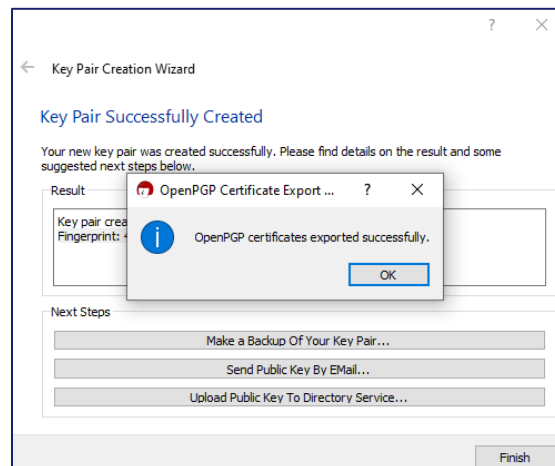 ?
Key Pair Creation Wizard
Key Pair Successfully Created
Your new key pair was created successfully. Please find details on the result and some
suggested next steps below.
Result
Key pair crea
Fingerprint:
OpenPGP Certificate Export ... ?
OpenPGP certificates exported successfully.
OK
Next Steps
Make a Backup Of Your Key Pair...
Send Public Key By EMail...
Upload Public Key To Directory Service...
Finish